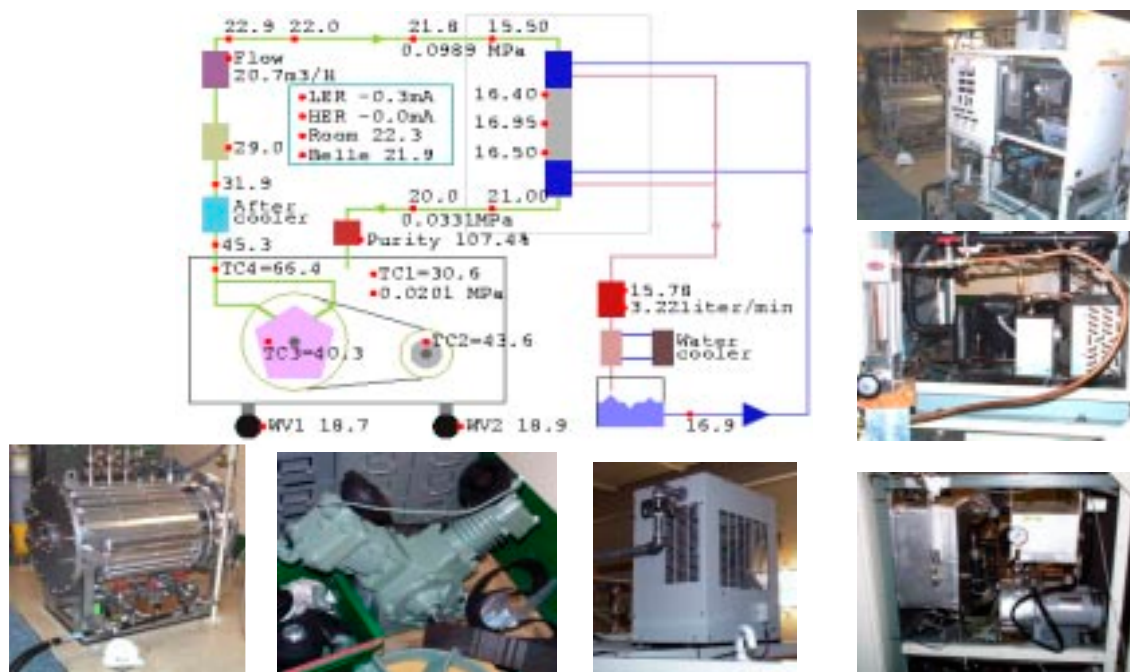 22.9 22.0 21.8 15.50
0.0989 MPa
Flow
20.7m3/H
LER -0.3mA
HER -0.0mA
Room 22.3
Belle 21.9
16.40
16.95
16.50
29.0
31.9
After
cooler
20.0 21.00
0.0331MPa
45.3
Purity 107.4%
TC4=66.4
TC1=30.6
0.0201 MPa
TC3=40.3
TC2=43.6
15.78
3.22liter/min
Water
cooler
WV1 18.7
WV2 18.9
16.9